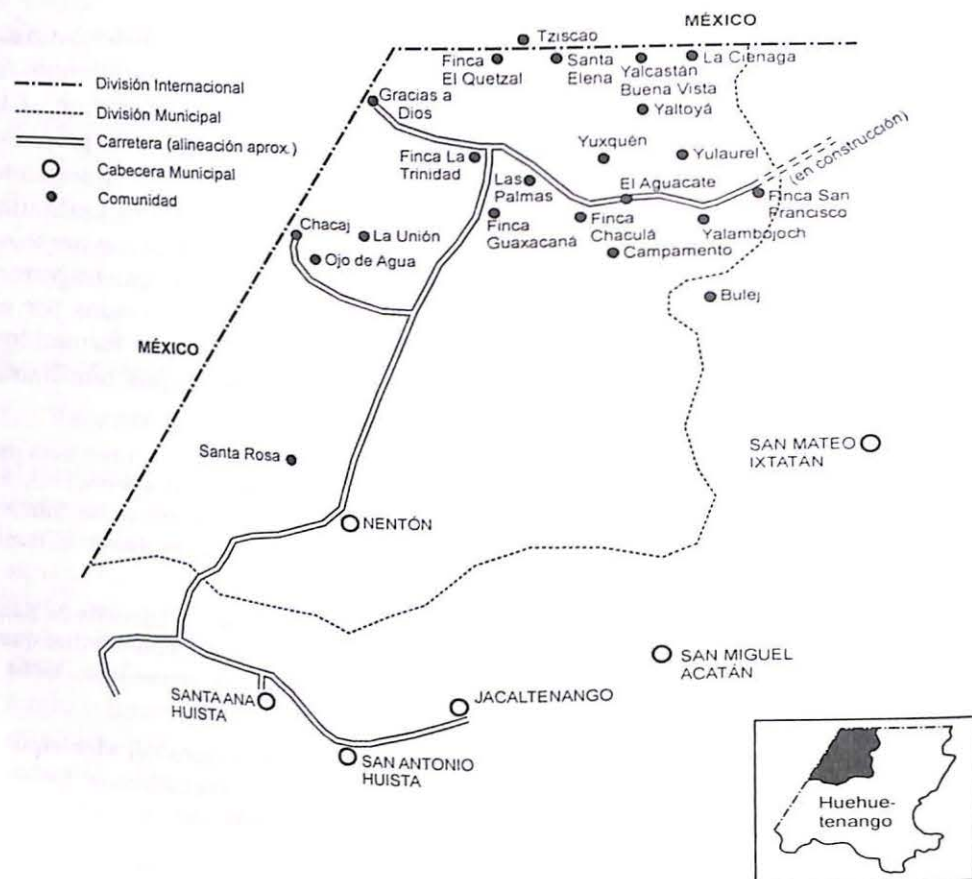 MÉXICO
Tziscao
Finca
El Quetzal
Santa
Elena
Yalcastán
Buena Vista
La Ciénaga
División Internacional
División Municipal
Carretera (alineación aprox.)
Cabecera Municipal
Comunidad
Gracias a
Dios
Yaltoyá
Finca La
Trinidad
Yuxquén
Yulaurel
(en construcción)
Las
Palmas
El Aguacate
Finca San
Francisco
Chacaj
La Unión
Finca
Guaxacaná
Finca
Chaculá
Yalambojoch
Ojo de Agua
Campamento
Bulej
MÉXICO
Santa Rosa
SAN MATEO
IXTATÁN
NENTÓN
SAN MIGUEL
ACATÁN
SANTA ANA
HUISTA
JACALTENANGO
SAN ANTONIO
HUISTA
Huehue-
tenango